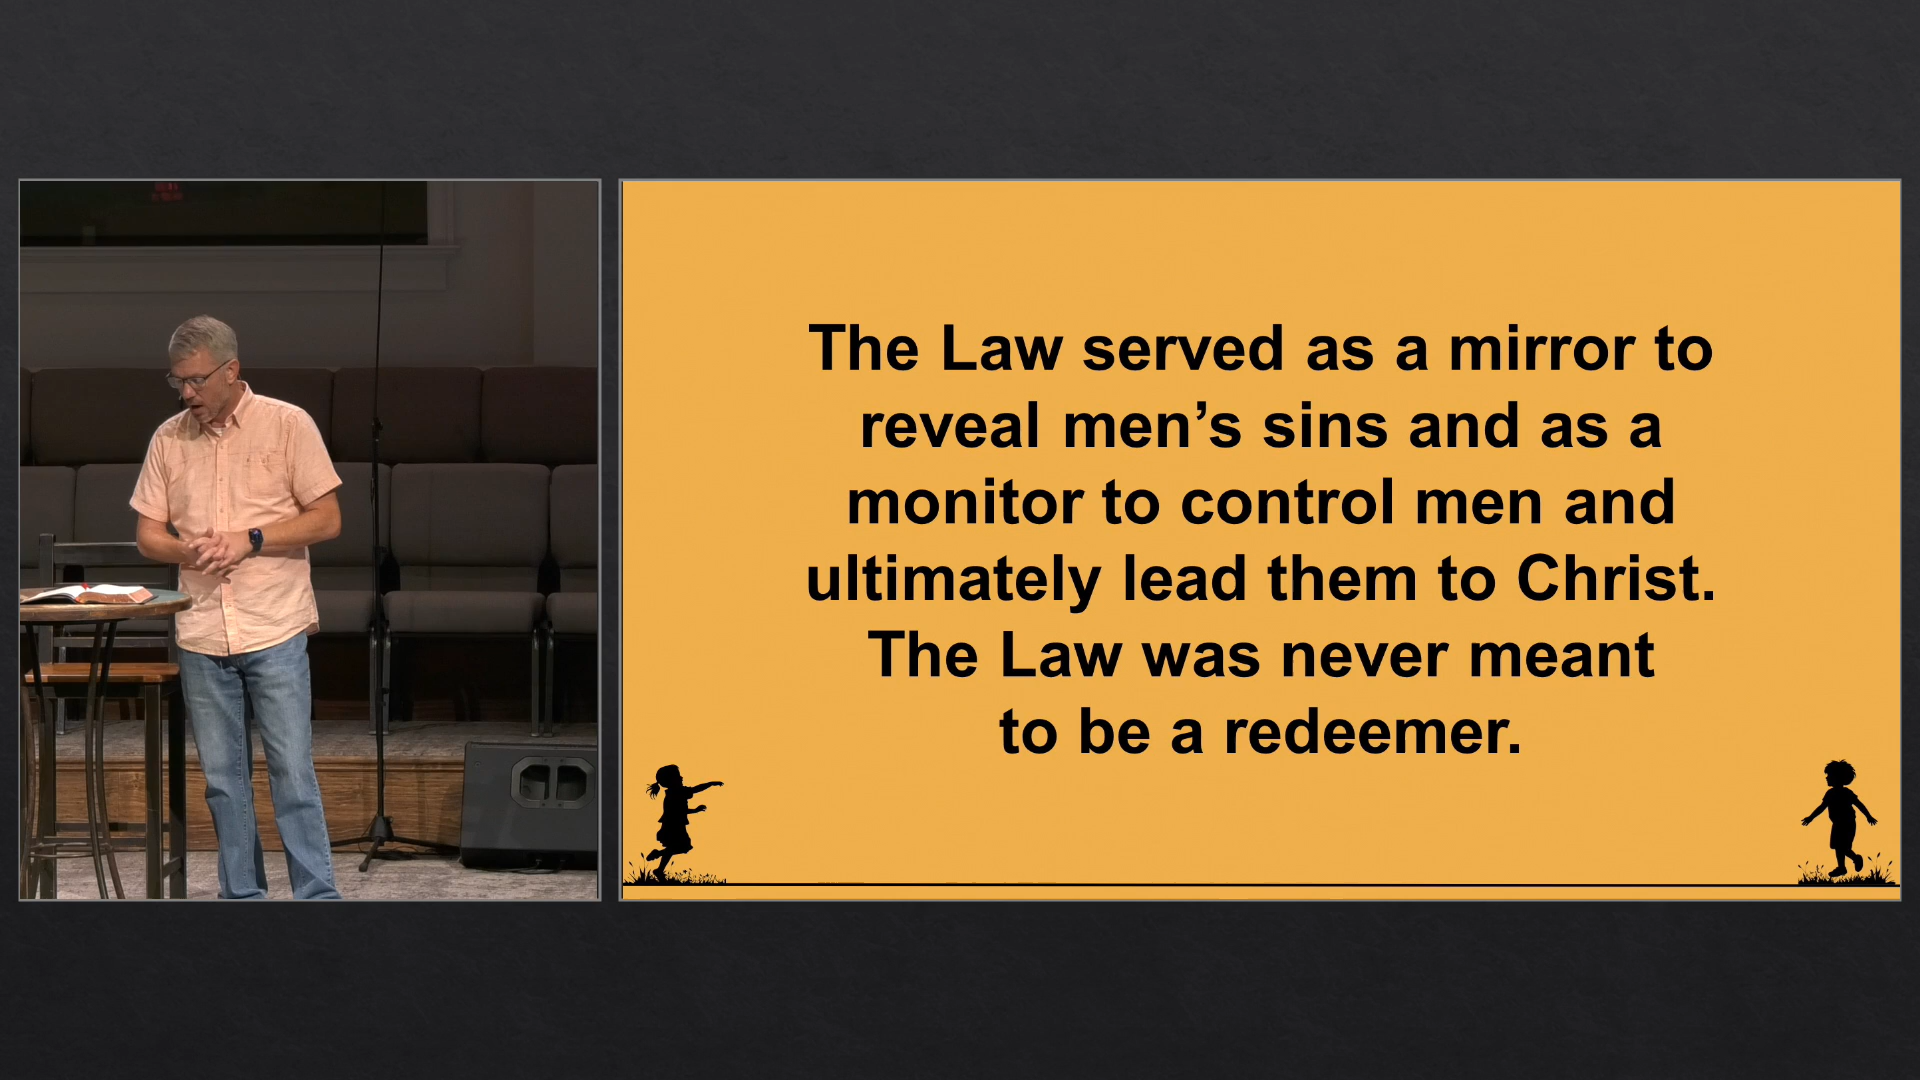 The Law served as a mirror to
reveal men’s sins and as a
monitor to control men and
ultimately lead them to Christ.
The Law was never meant
to be a redeemer.